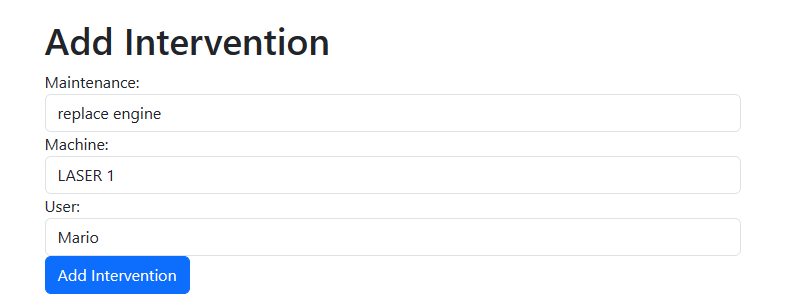 Add Intervention
Maintenance:
replace engine
Machine:
LASER 1
User:
Mario
Add Intervention